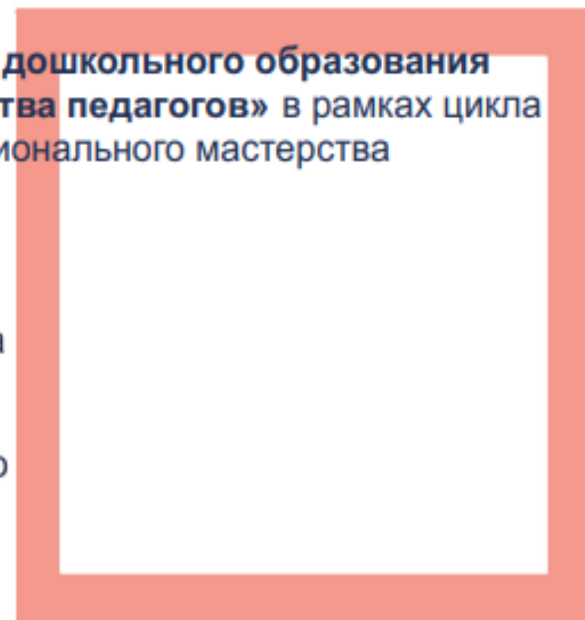 дошкольного образования
тва педагогов» в рамках цикла
ионального мастерства
а
о